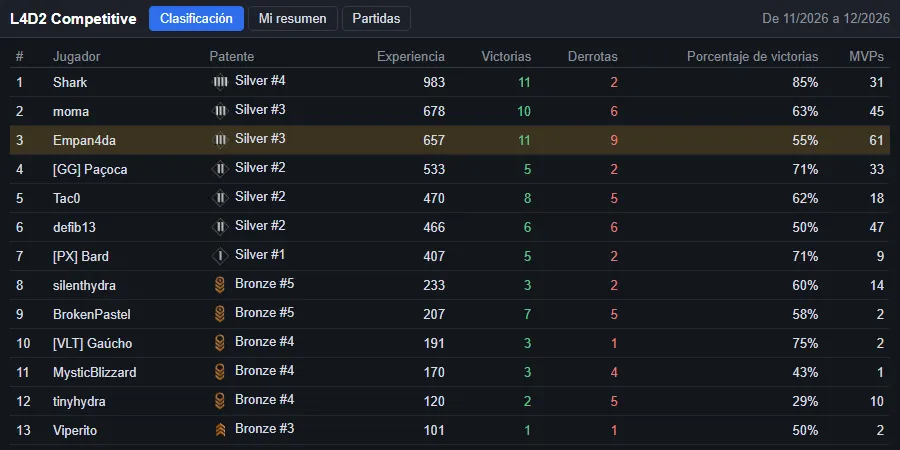 L4D2 Competitive Clasificación Mi resumen Partidas De 11/2026 a 12/2026
# Jugador Patente Experiencia Victorias Derrotas Porcentaje de victorias MVPs
1 Shark Silver #4 983 11 2 85% 31
2 moma Silver #3 678 10 6 63% 45
3 Empan4da Silver #3 657 11 9 55% 61
4 [GG] Paçoca Silver #2 533 5 2 71% 33
5 Tac0 Silver #2 470 8 5 62% 18
6 defib13 Silver #2 466 6 6 50% 47
7 [PX] Bard Silver #1 407 5 2 71% 9
8 silenthydra Bronze #5 233 3 2 60% 14
9 BrokenPastel Bronze #5 207 7 5 58% 2
10 [VLT] Gaúcho Bronze #4 191 3 1 75% 2
11 MysticBlizzard Bronze #4 170 3 4 43% 1
12 tinyhydra Bronze #4 120 2 5 29% 10
13 Viperito Bronze #3 101 1 1 50% 2